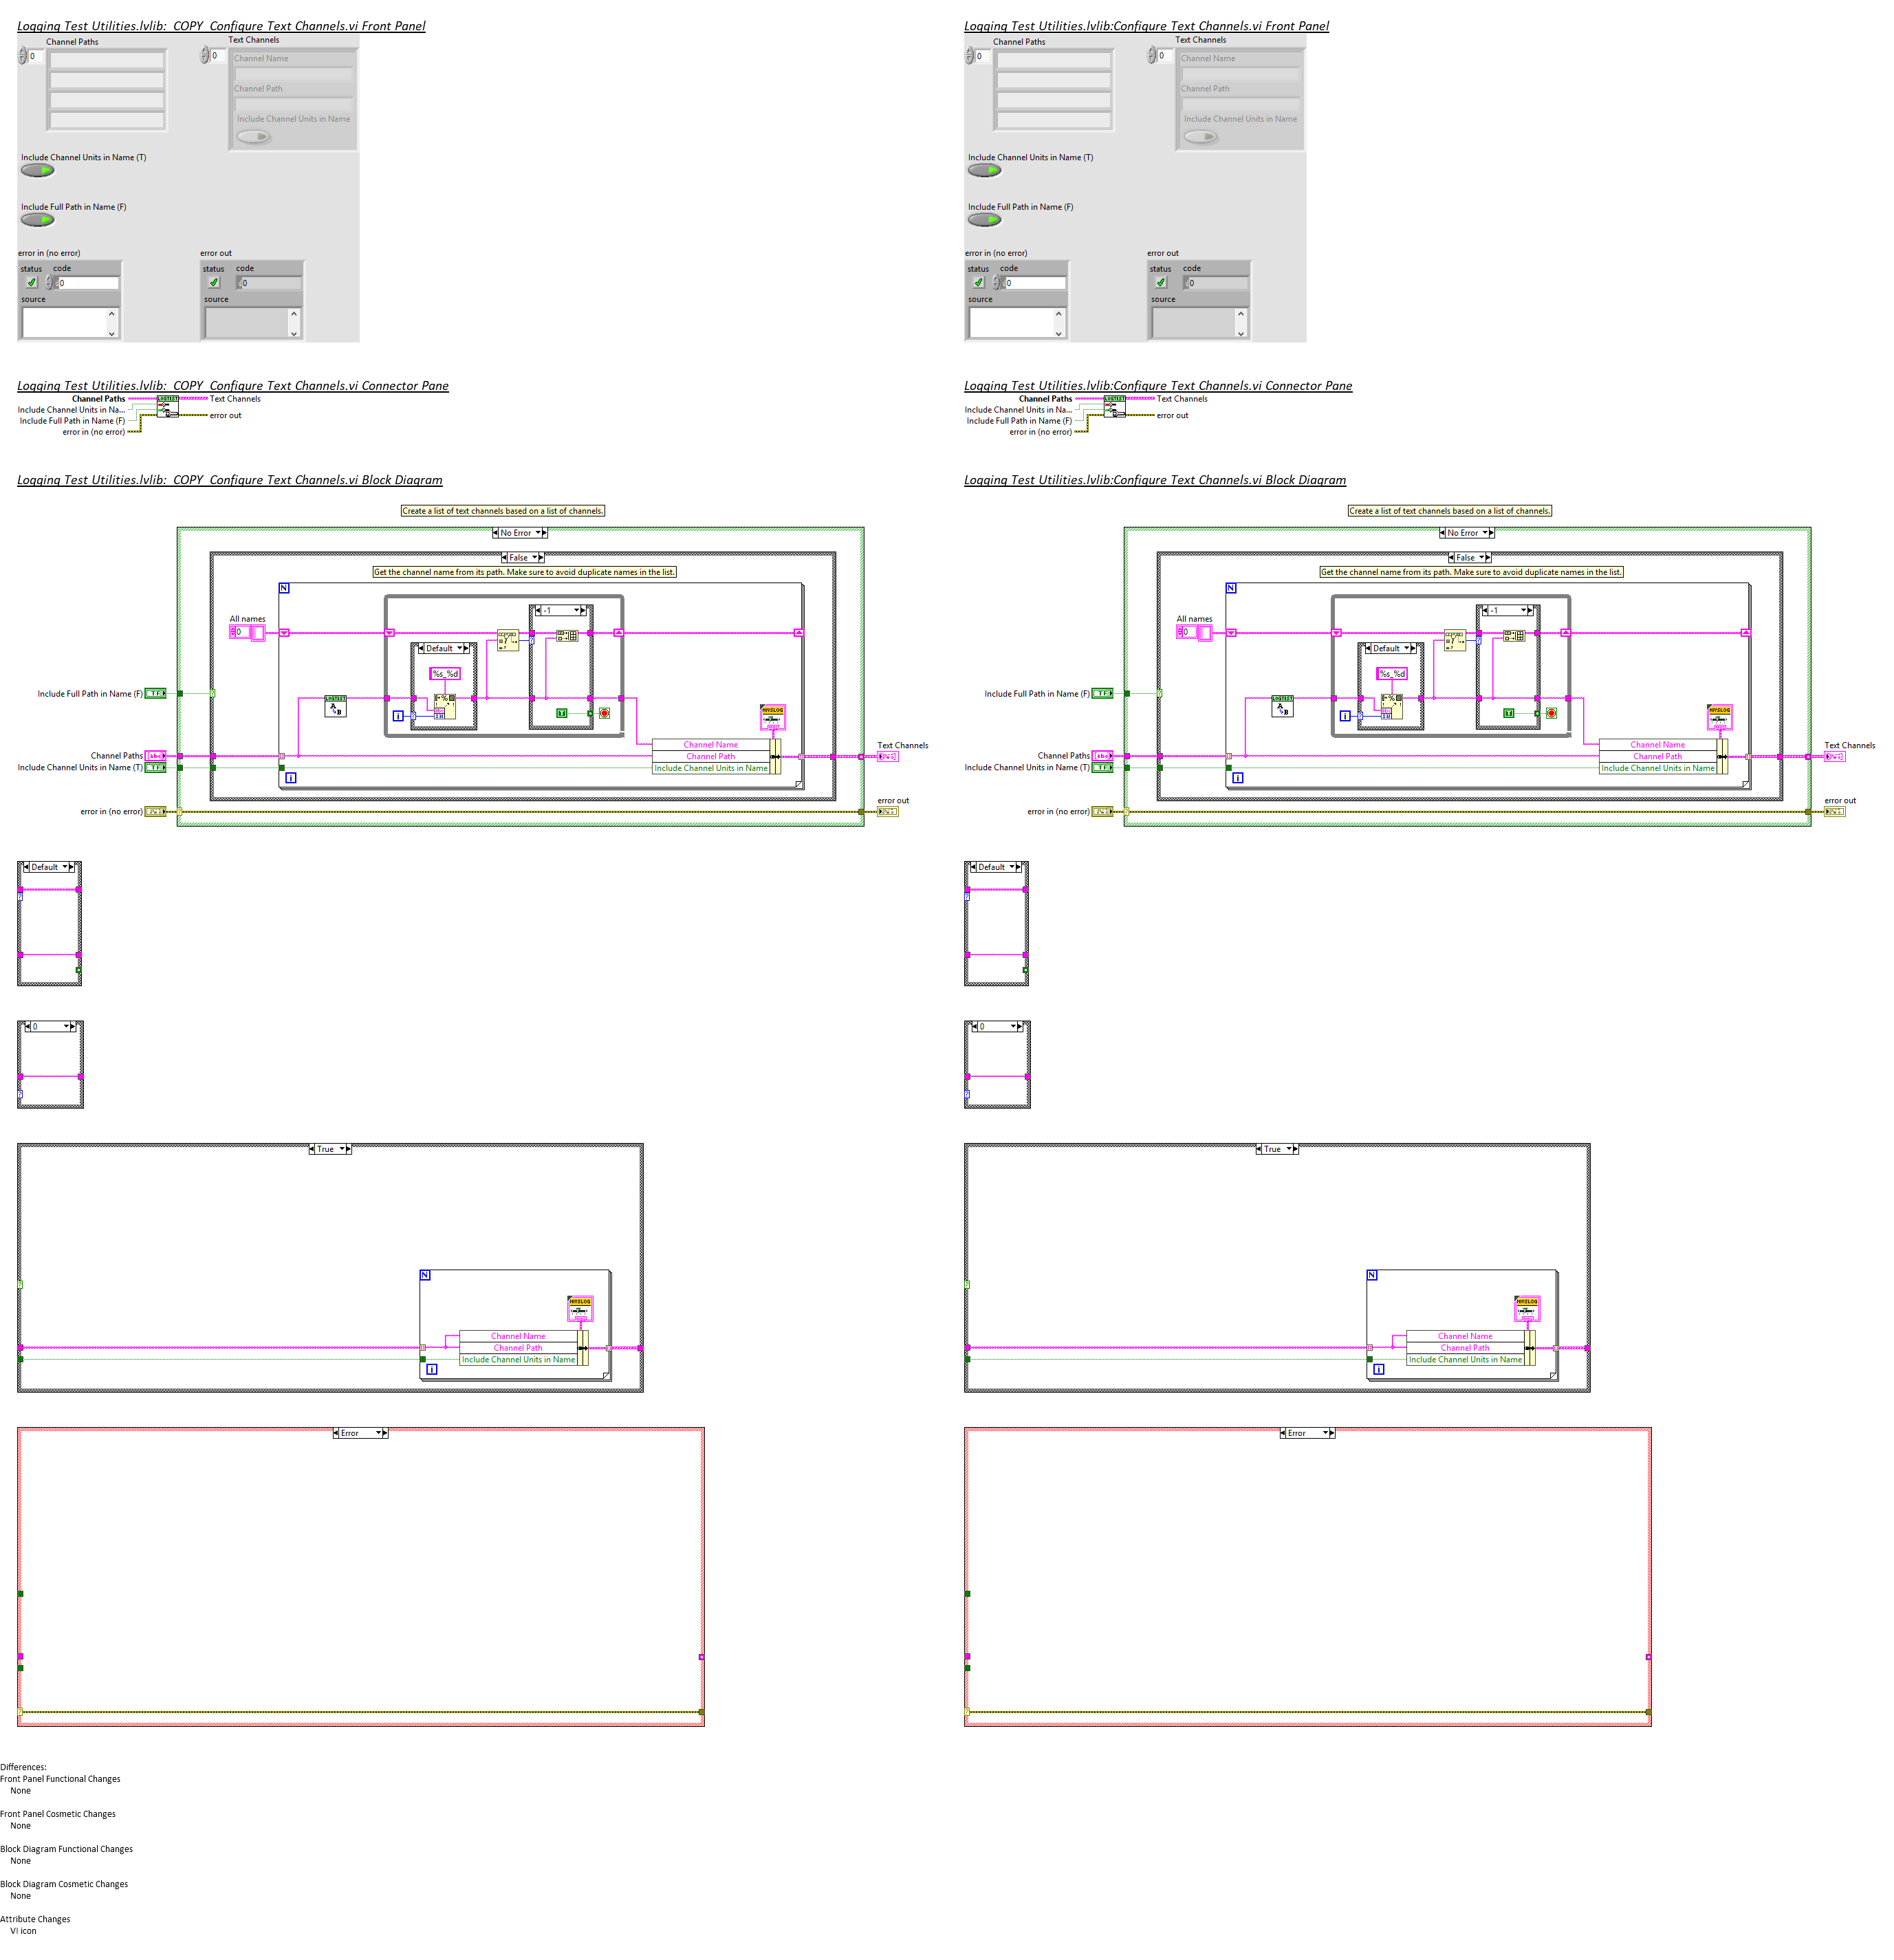 Logging Test Utilities.lvlib:_COPY_Configure Text Channels.vi Front Panel
Channel Paths
Text Channels
0
0
Channel Name
Channel Path
Include Channel Units in Name
Include Channel Units in Name (T)
Include Full Path in Name (F)
error in (no error)
error out
status code
status code
0
0
source
source
Logging Test Utilities.lvlib:Configure Text Channels.vi Front Panel
Channel Paths
Text Channels
0
0
Channel Name
Channel Path
Include Channel Units in Name
Include Channel Units in Name (T)
Include Full Path in Name (F)
error in (no error)
error out
status code
status code
0
0
source
source
Logging Test Utilities.lvlib:_COPY_Configure Text Channels.vi Connector Pane
Channel Paths
LOGTEST
Text Channels
Include Channel Units in Na...
Include Full Path in Name (F)
error out
error in (no error)
Logging Test Utilities.lvlib:Configure Text Channels.vi Connector Pane
Channel Paths
LOGTEST
Text Channels
Include Channel Units in Na...
Include Full Path in Name (F)
error out
error in (no error)
Logging Test Utilities.lvlib:_COPY_Configure Text Channels.vi Block Diagram
Create a list of text channels based on a list of channels.
No Error
False
Get the channel name from its path. Make sure to avoid duplicate names in the list.
N
All names
0
-1
Default
%s_%d
Include Full Path in Name (F)
TF
LOGTEST
A
B
i
T
NIVSLOG
Channel Name
Channel Paths
abc
Channel Path
Text Channels
Include Channel Units in Name (T)
TF
Include Channel Units in Name
i
error in (no error)
error out
Logging Test Utilities.lvlib:Configure Text Channels.vi Block Diagram
Create a list of text channels based on a list of channels.
No Error
False
Get the channel name from its path. Make sure to avoid duplicate names in the list.
N
All names
0
-1
Default
%s_%d
Include Full Path in Name (F)
TF
LOGTEST
A
B
i
T
NIVSLOG
Channel Name
Channel Paths
abc
Channel Path
Text Channels
Include Channel Units in Name (T)
TF
Include Channel Units in Name
i
error in (no error)
error out
Default
Default
?
?
0
0
?
?
True
N
NIVSLOG
Channel Name
Channel Path
Include Channel Units in Name
i
True
N
NIVSLOG
Channel Name
Channel Path
Include Channel Units in Name
i
Error
Error
Differences:
Front Panel Functional Changes
None
Front Panel Cosmetic Changes
None
Block Diagram Functional Changes
None
Block Diagram Cosmetic Changes
None
Attribute Changes
VI icon